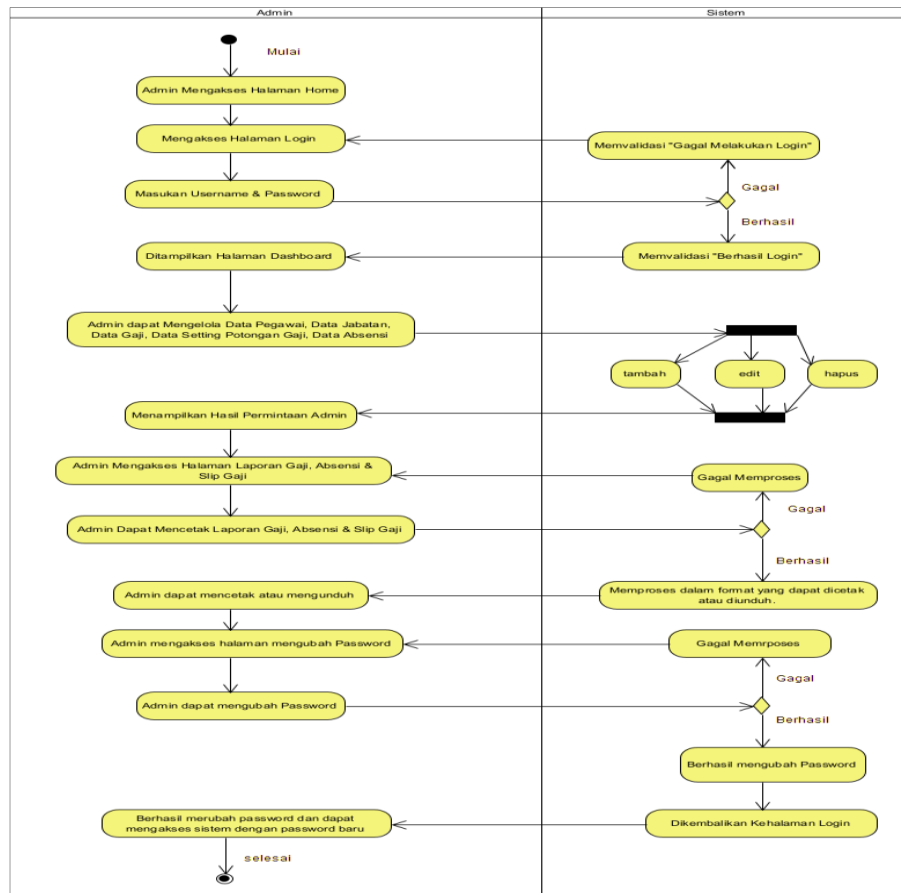 Admin
Sistem
Mulai
Admin Mengakses Halaman Home
Mengakses Halaman Login
Memvalidasi "Gagal Melakukan Login"
Masukan Username & Password
Gagal
Berhasil
Ditampilkan Halaman Dashboard
Memvalidasi "Berhasil Login"
Admin dapat Mengelola Data Pegawai, Data Jabatan,
Data Gaji, Data Setting Potongan Gaji, Data Absensi
tambah
edit
hapus
Menampilkan Hasil Permintaan Admin
Admin Mengakses Halaman Laporan Gaji, Absensi &
Slip Gaji
Gagal Memproses
Gagal
Admin Dapat Mencetak Laporan Gaji, Absensi & Slip Gaji
Berhasil
Admin dapat mencetak atau mengunduh
Memproses dalam format yang dapat dicetak
atau diunduh.
Admin mengakses halaman mengubah Password
Gagal Memrposes
Gagal
Admin dapat mengubah Password
Berhasil
Berhasil mengubah Password
Berhasil merubah password dan dapat
mengakses sistem dengan password baru
Dikembalikan Kehalaman Login
selesai